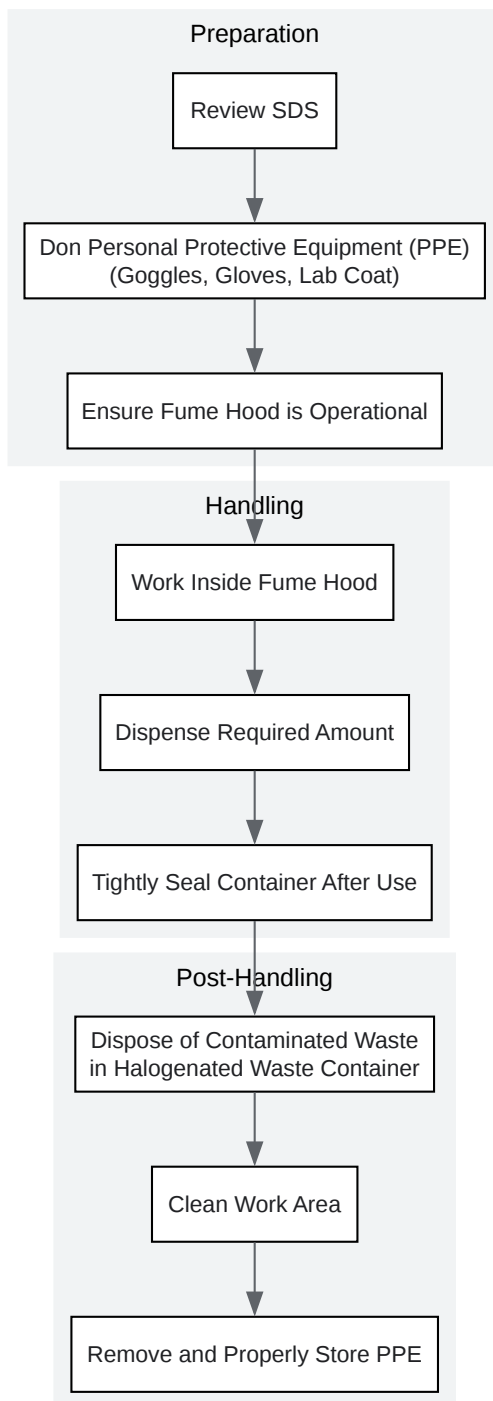 Preparation
Review SDS
Don Personal Protective Equipment (PPE)
(Goggles, Gloves, Lab Coat)
Ensure Fume Hood is Operational
Handling
Work Inside Fume Hood
Dispense Required Amount
Tightly Seal Container After Use
Post-Handling
Dispose of Contaminated Waste
in Halogenated Waste Container
Clean Work Area
Remove and Properly Store PPE